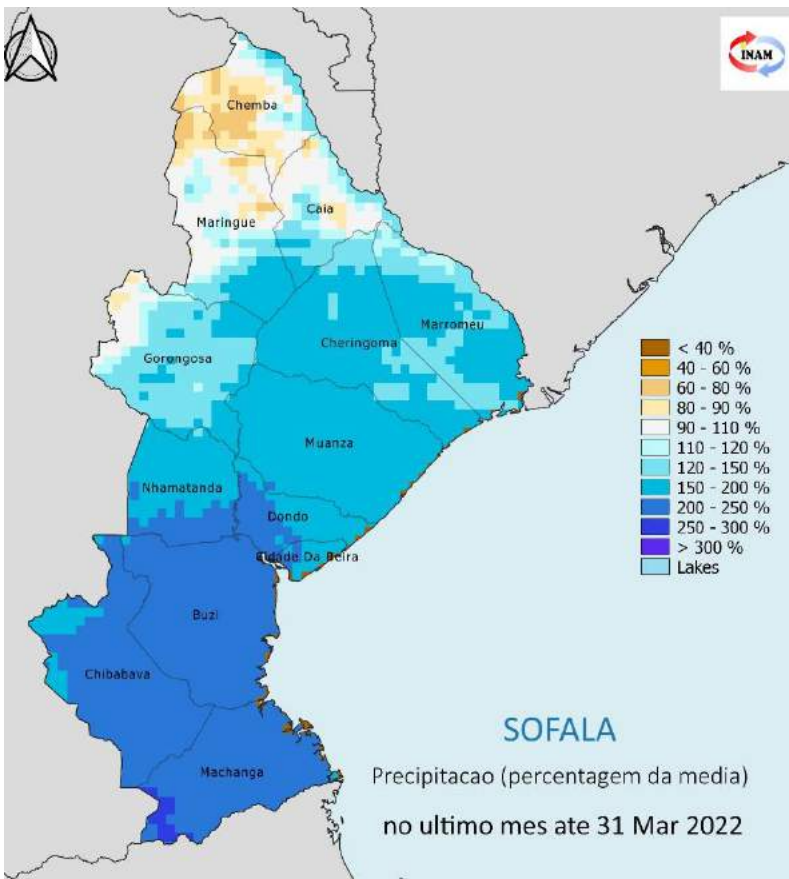 INAM
Chemba
Caia
Maringue
Marromeu
Cheringoma
Gorongosa
Muanza
Nhamatanda
Dondo
Cidade Da Beira
Buzi
Chibabava
Machanga
< 40 %
40 - 60 %
60 - 80 %
80 - 90 %
90 - 110 %
110 - 120 %
120 - 150 %
150 - 200 %
200 - 250 %
250 - 300 %
> 300 %
Lakes
SOFALA
Precipitacao (percentagem da media)
no ultimo mes ate 31 Mar 2022